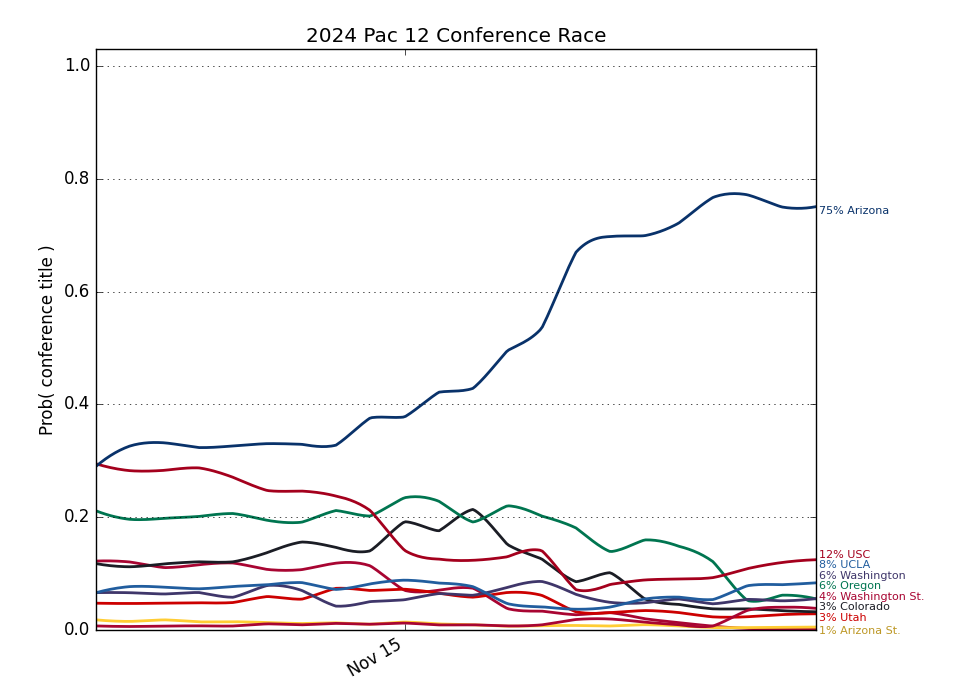 2024 Pac 12 Conference Race
Prob( conference title )
1.0
0.8
0.6
0.4
0.2
0.0
Nov 15
75% Arizona
12% USC
8% UCLA
6% Washington
6% Oregon
4% Washington St.
3% Colorado
3% Utah
1% Arizona St.